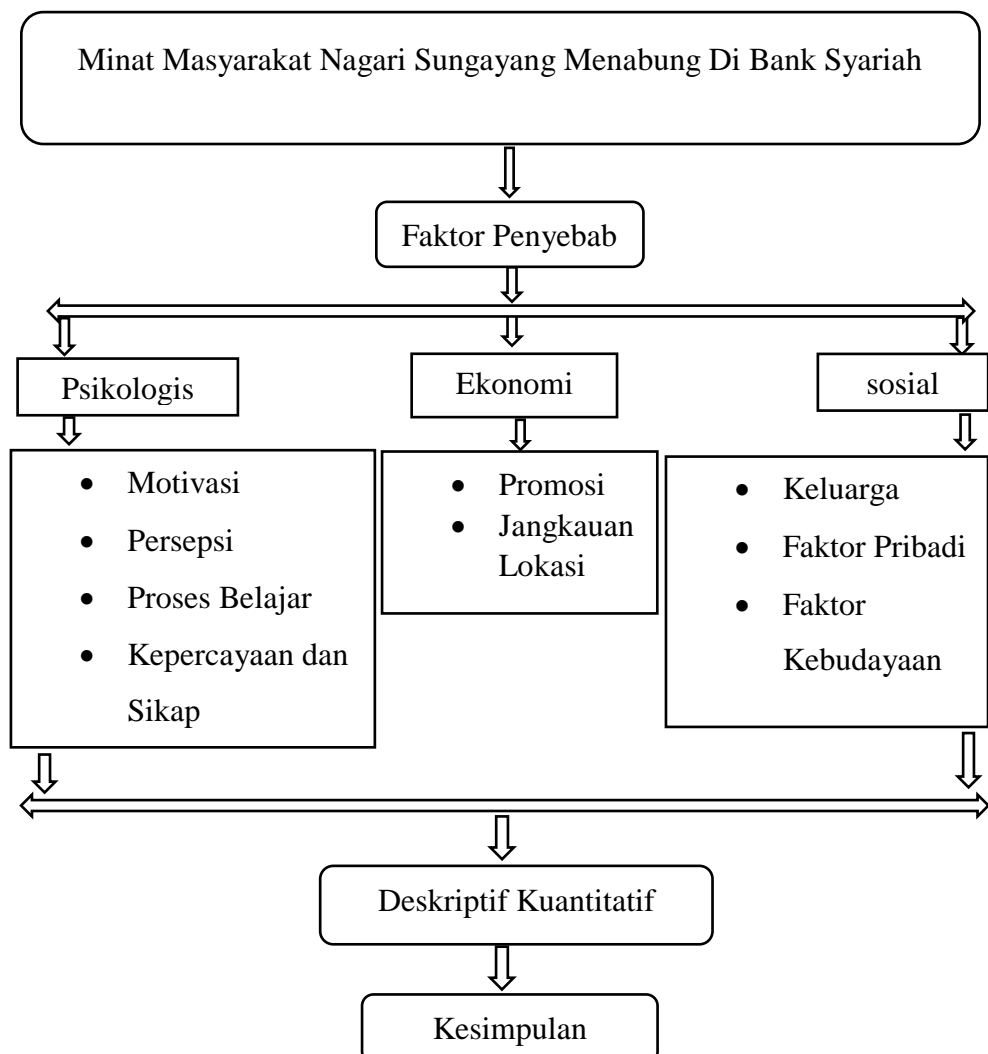 Minat Masyarakat Nagari Sungayang Menabung Di Bank Syariah
Faktor Penyebab
Psikologis
Ekonomi
sosial
• Motivasi
• Persepsi
• Proses Belajar
• Kepercayaan dan
Sikap
• Promosi
• Jangkauan
Lokasi
• Keluarga
• Faktor Pribadi
• Faktor
Kebudayaan
Deskriptif Kuantitatif
Kesimpulan